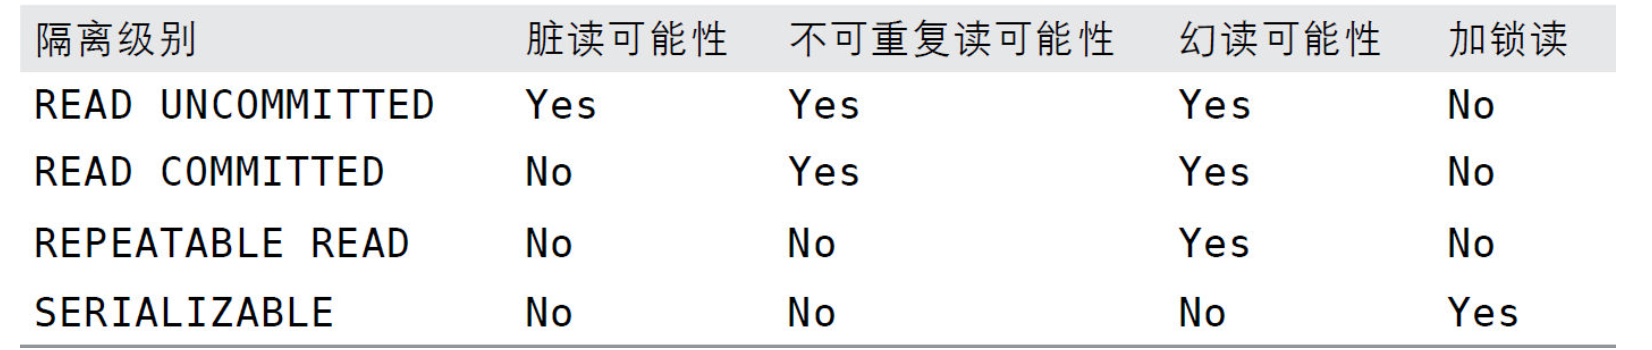 隔离级别 脏读可能性 不可重复读可能性 幻读可能性 加锁读
READ UNCOMMITTED Yes Yes Yes No
READ COMMITTED No Yes Yes No
REPEATABLE READ No No Yes No
SERIALIZABLE No No No Yes